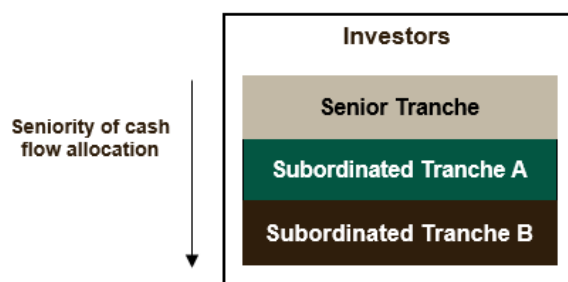 Investors
Seniority of cash
flow allocation
Senior Tranche
Subordinated Tranche A
Subordinated Tranche B